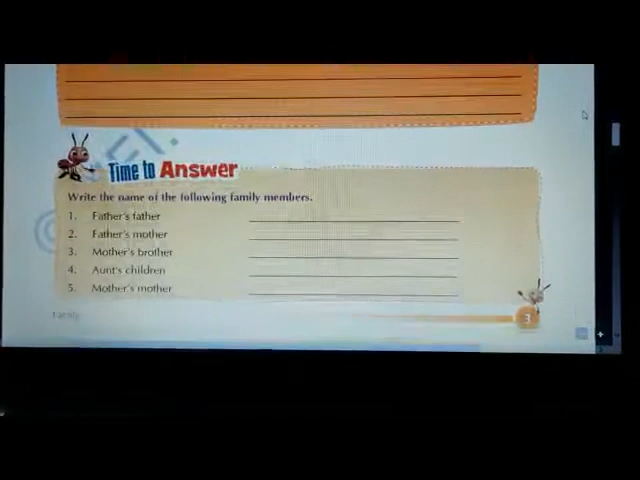 Time to Answer
Write the name of the following family members.
1. Father's father
2. Father's mother
3. Mother's brother
4. Aunt's children
5. Mother's mother
Family
3